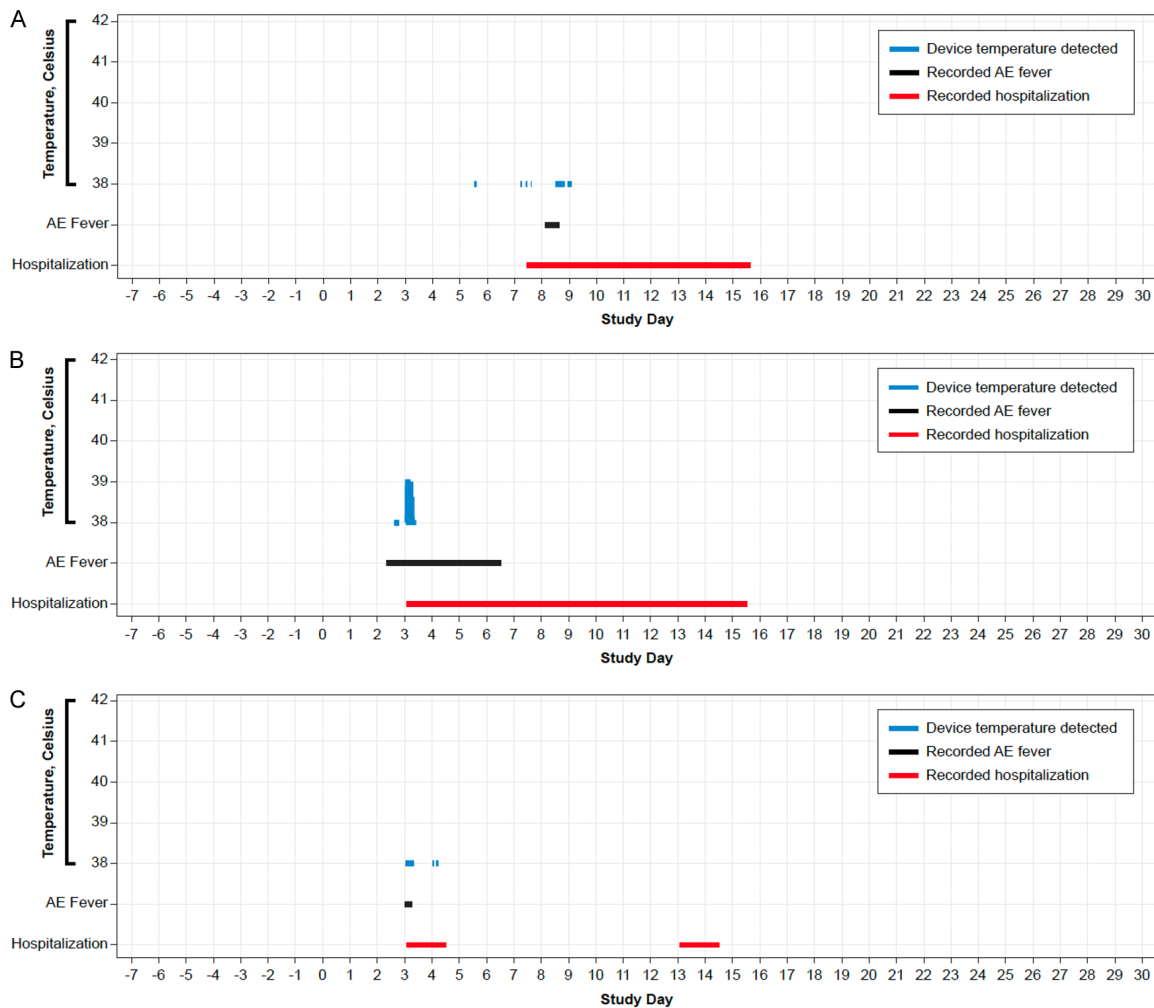 A
Temperature, Celsius
42
41
40
39
38
AE Fever
Hospitalization
Device temperature detected
Recorded AE fever
Recorded hospitalization
-7 -6 -5 -4 -3 -2 -1 0 1 2 3 4 5 6 7 8 9 10 11 12 13 14 15 16 17 18 19 20 21 22 23 24 25 26 27 28 29 30
Study Day
B
Temperature, Celsius
42
41
40
39
38
AE Fever
Hospitalization
Device temperature detected
Recorded AE fever
Recorded hospitalization
-7 -6 -5 -4 -3 -2 -1 0 1 2 3 4 5 6 7 8 9 10 11 12 13 14 15 16 17 18 19 20 21 22 23 24 25 26 27 28 29 30
Study Day
C
Temperature, Celsius
42
41
40
39
38
AE Fever
Hospitalization
Device temperature detected
Recorded AE fever
Recorded hospitalization
-7 -6 -5 -4 -3 -2 -1 0 1 2 3 4 5 6 7 8 9 10 11 12 13 14 15 16 17 18 19 20 21 22 23 24 25 26 27 28 29 30
Study Day